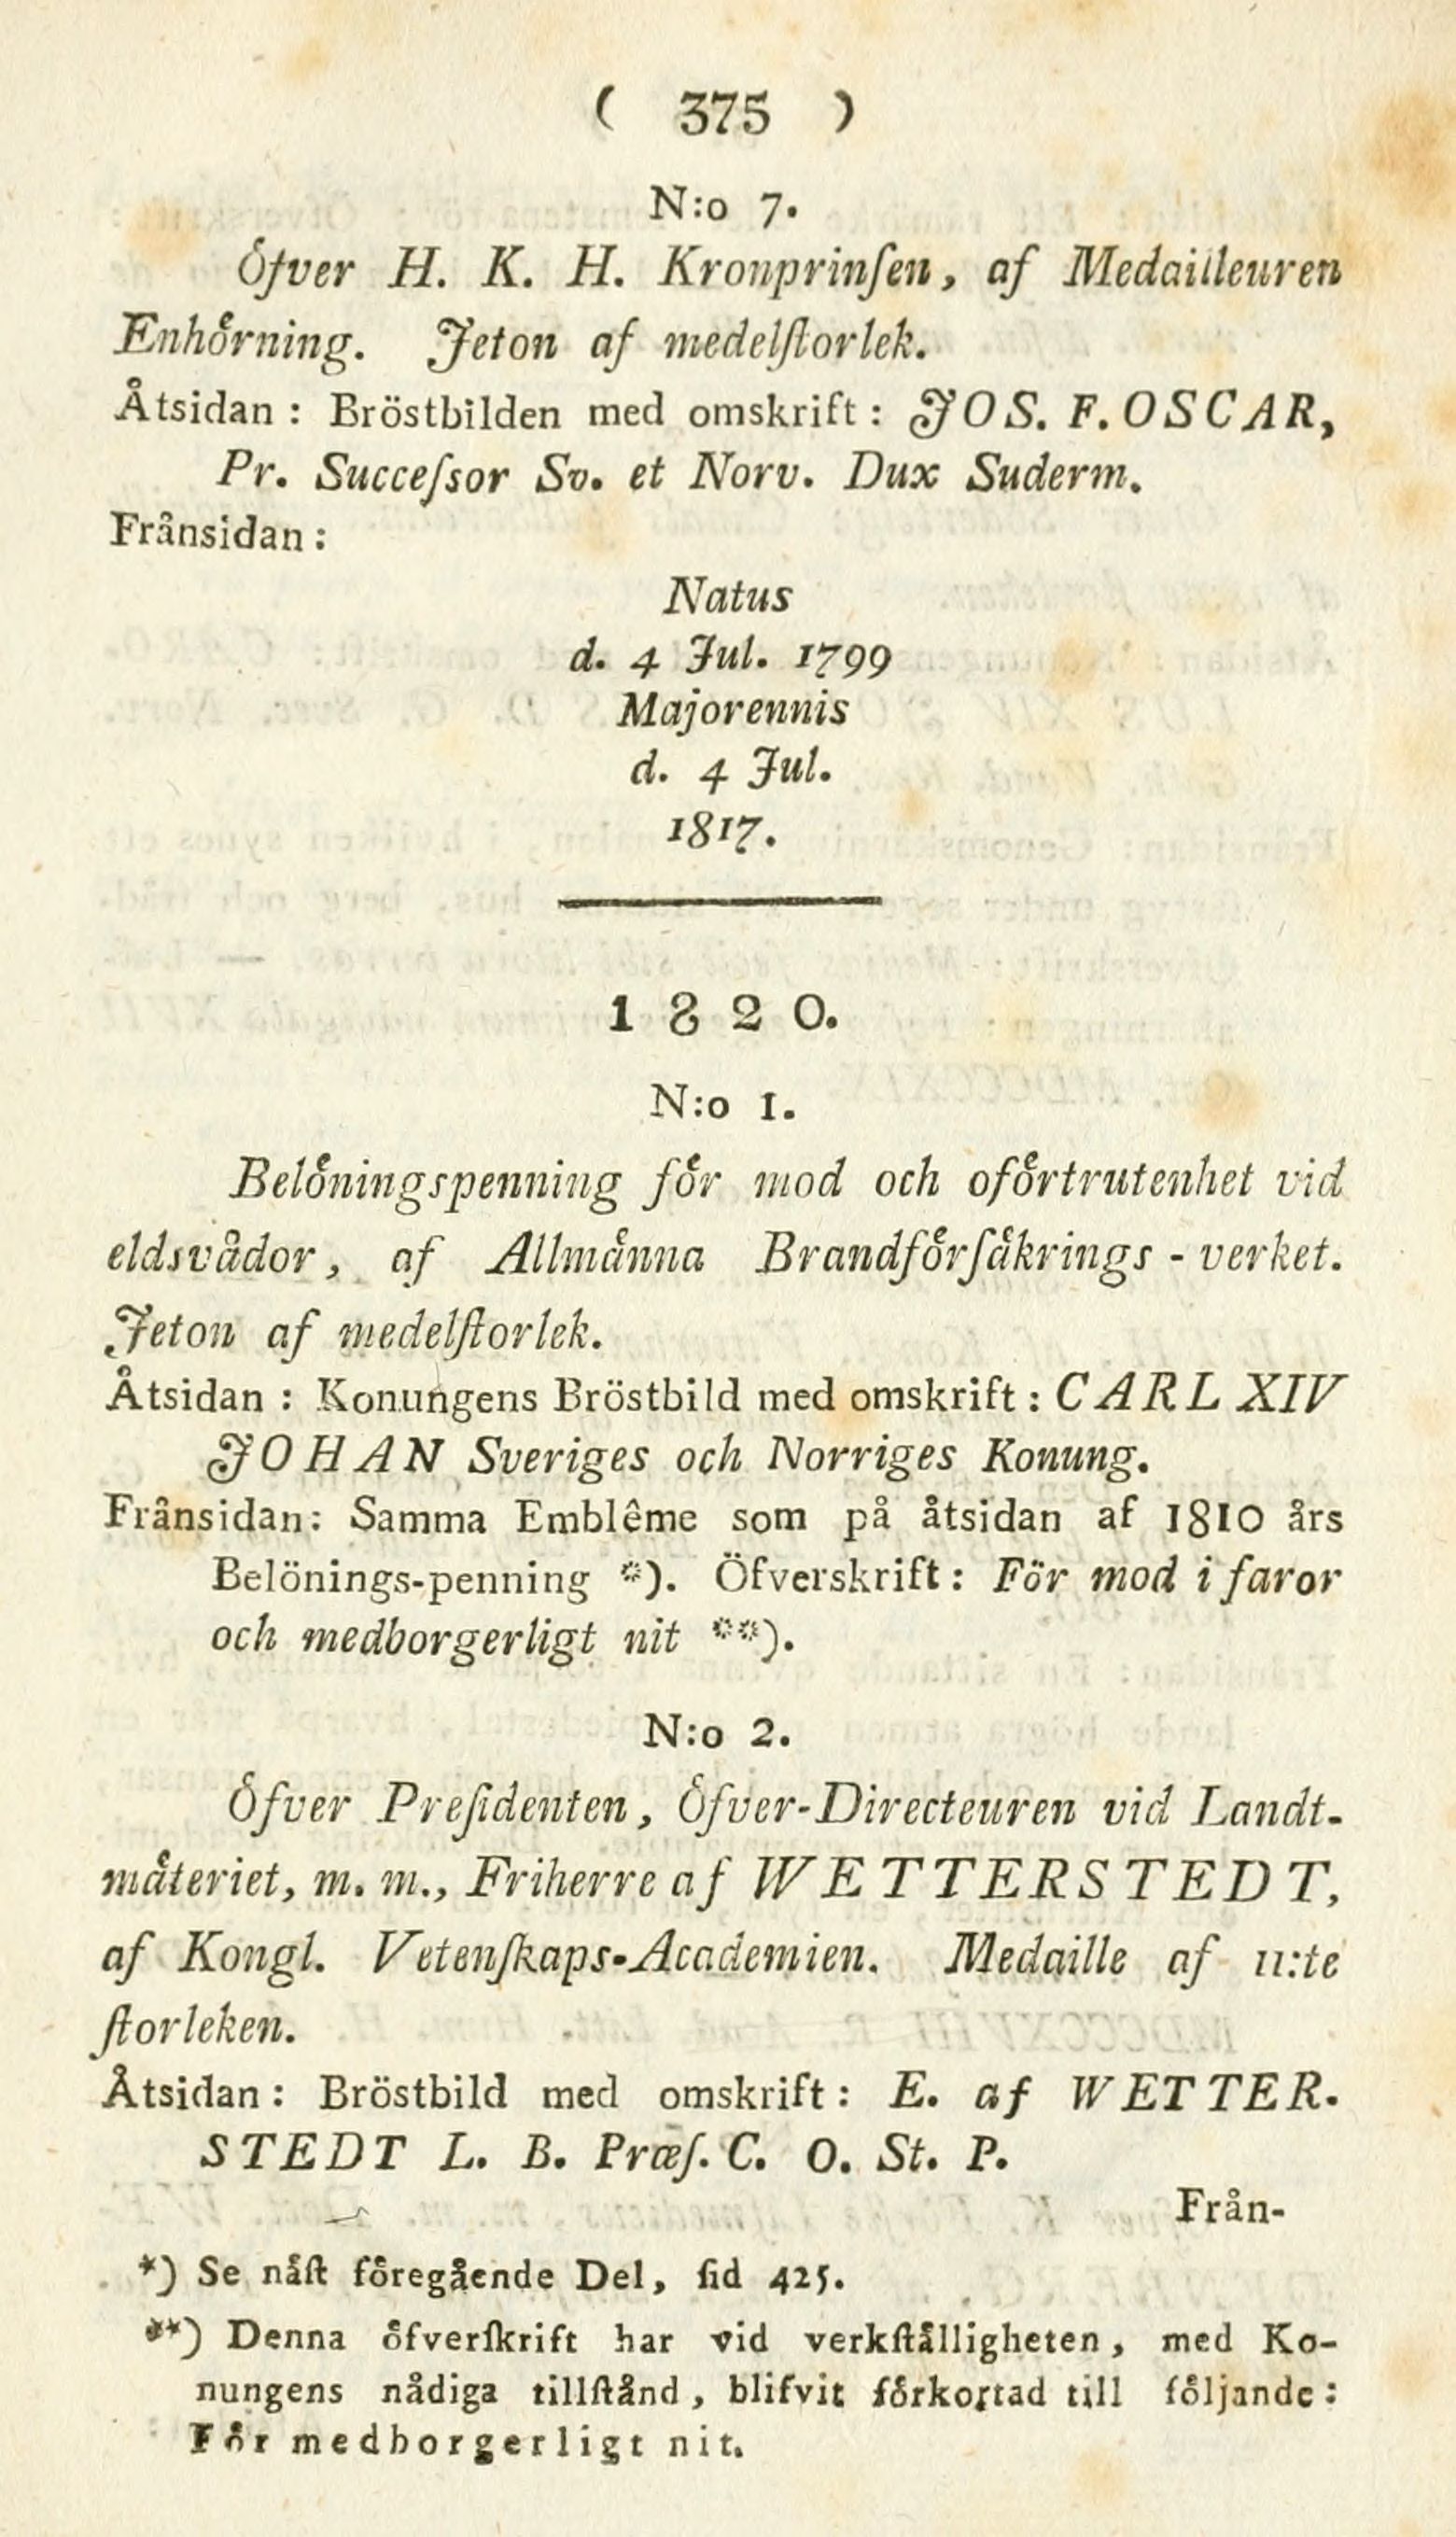 ( 375 )
N:o 7.
Öfver H. K. H. Kronprinſen, af Medailleuren
Enhörning. Jeton af medelſtorlek.
Åtsidan : Bröstbilden med omskrift : JOS. F. OSCAR,
Pr. Succeſsor Sv. et Norv. Dux Suderm.
Frånsidan :
Natus
d. 4 Jul. 1799
Majorennis
d. 4 Jul.
1817.
1 8 2 0.
N:o 1.
Belöningspenning för mod och oförtrutenhet vid
eldsvådor, af Allmänna Brandförſäkrings - verket.
Jeton af medelſtorlek.
Åtsidan : Konungens Bröstbild med omskrift : CARL XIV
JOHAN Sveriges och Norriges Konung.
Frånsidan: Samma Emblême som på åtsidan af 1810 års
Belönings-penning *). Öfverskrift : För mod i faror
och medborgerligt nit **).
N:o 2.
Öfver Preſidenten, Öfver-Directeuren vid Landt-
mäteriet, m. m., Friherre af WETTERSTEDT,
af Kongl. Vetenſkaps-Academien. Medaille af 11:te
ſtorleken.
Åtsidan : Bröstbild med omskrift : E. af WETTER-
STEDT L. B. Præſ. C. O. St. P.
Från-
*) Se näſt föregående Del, ſid 425.
**) Denna öfverſkrift har vid verkſtälligheten, med Ko-
nungens nådiga tillſtånd, blifvit förkortad till följande :
För medborgerligt nit.